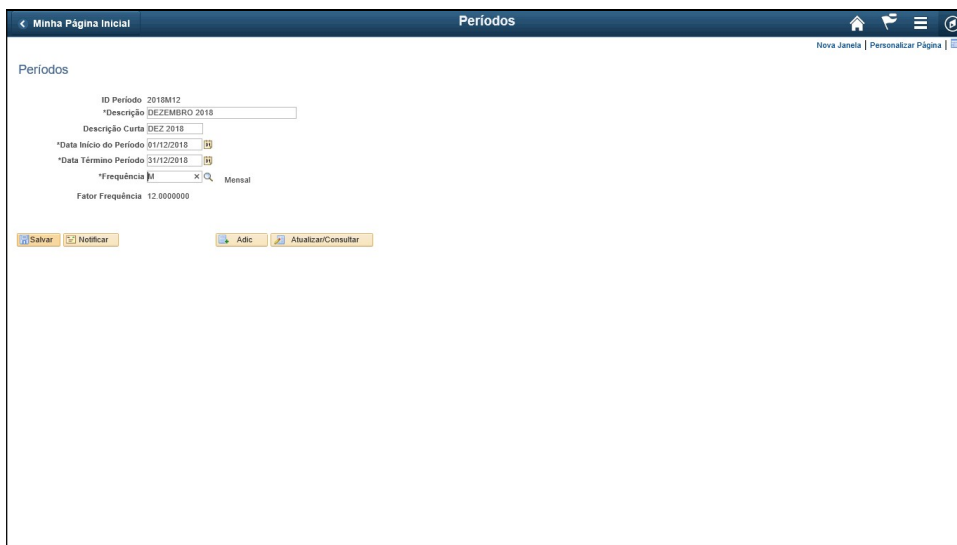 Minha Página Inicial
Períodos
Nova Janela | Personalizar Página |
Períodos
ID Período 2018M12
*Descrição DEZEMBRO 2018
Descrição Curta DEZ 2018
*Data Início do Período 01/12/2018
*Data Término Período 31/12/2018
*Frequência M Mensal
Fator Frequência 12.0000000
Salvar Notificar Adic Atualizar/Consultar